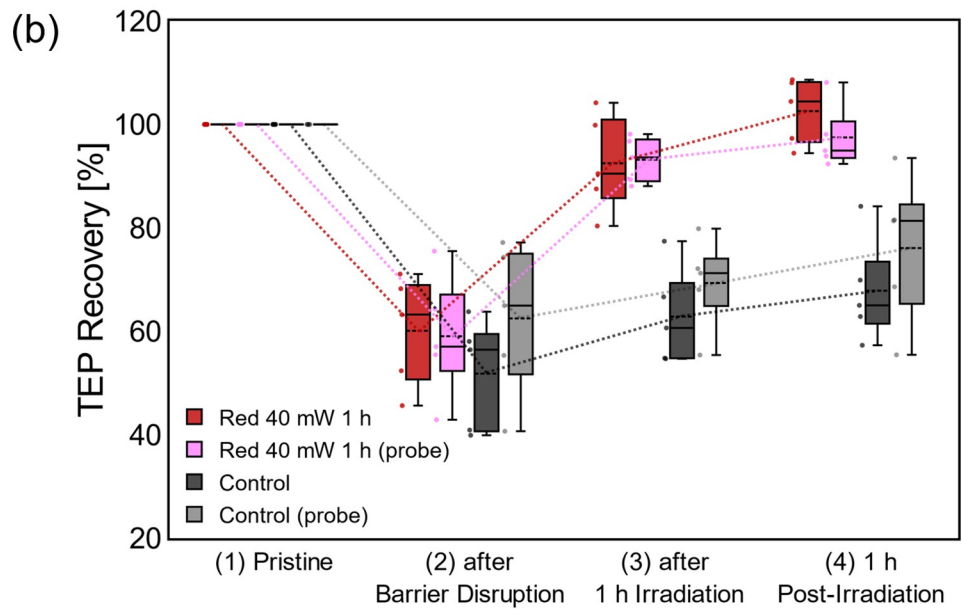 (b)
TEP Recovery [%]
120
100
80
60
40
20
Red 40 mW 1 h
Red 40 mW 1 h (probe)
Control
Control (probe)
(1) Pristine
(2) after
Barrier Disruption
(3) after
1 h Irradiation
(4) 1 h
Post-Irradiation